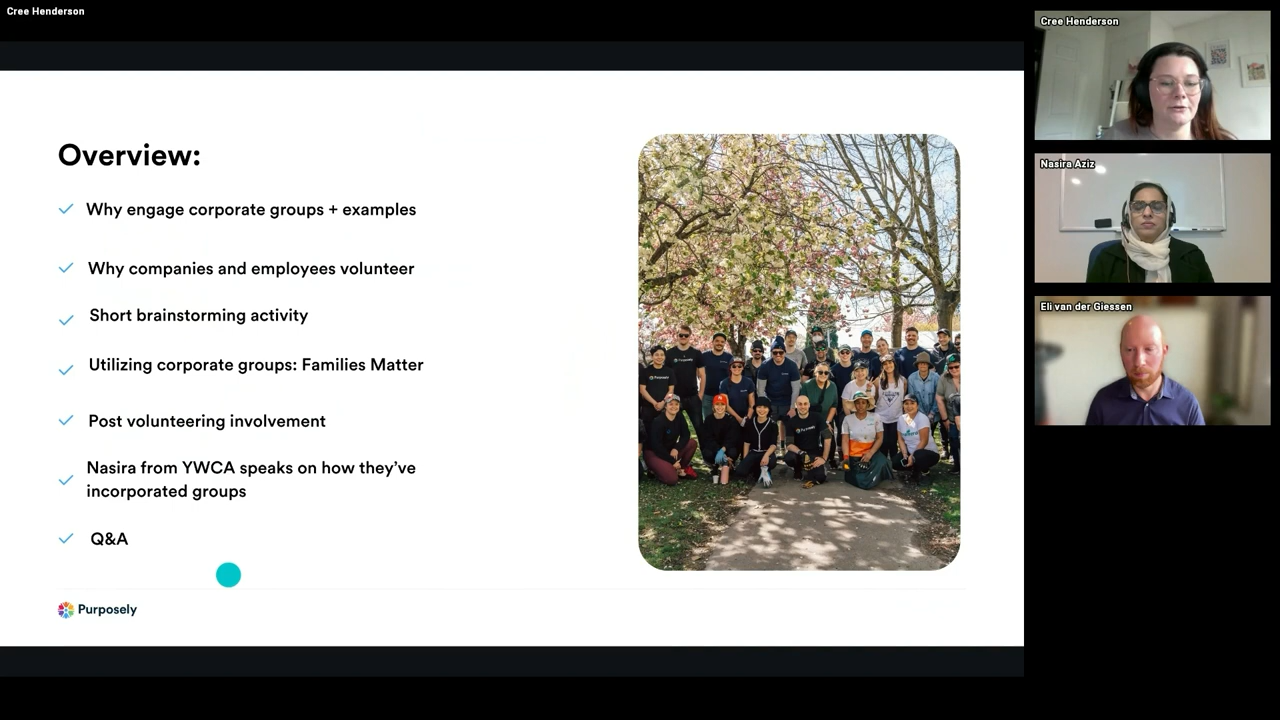 Cree Henderson
Overview:
Why engage corporate groups + examples
Why companies and employees volunteer
Short brainstorming activity
Utilizing corporate groups: Families Matter
Post volunteering involvement
Nasira from YWCA speaks on how they’ve
incorporated groups
Q&A
Purposely
Cree Henderson
Nasira Aziz
Eli van der Giessen